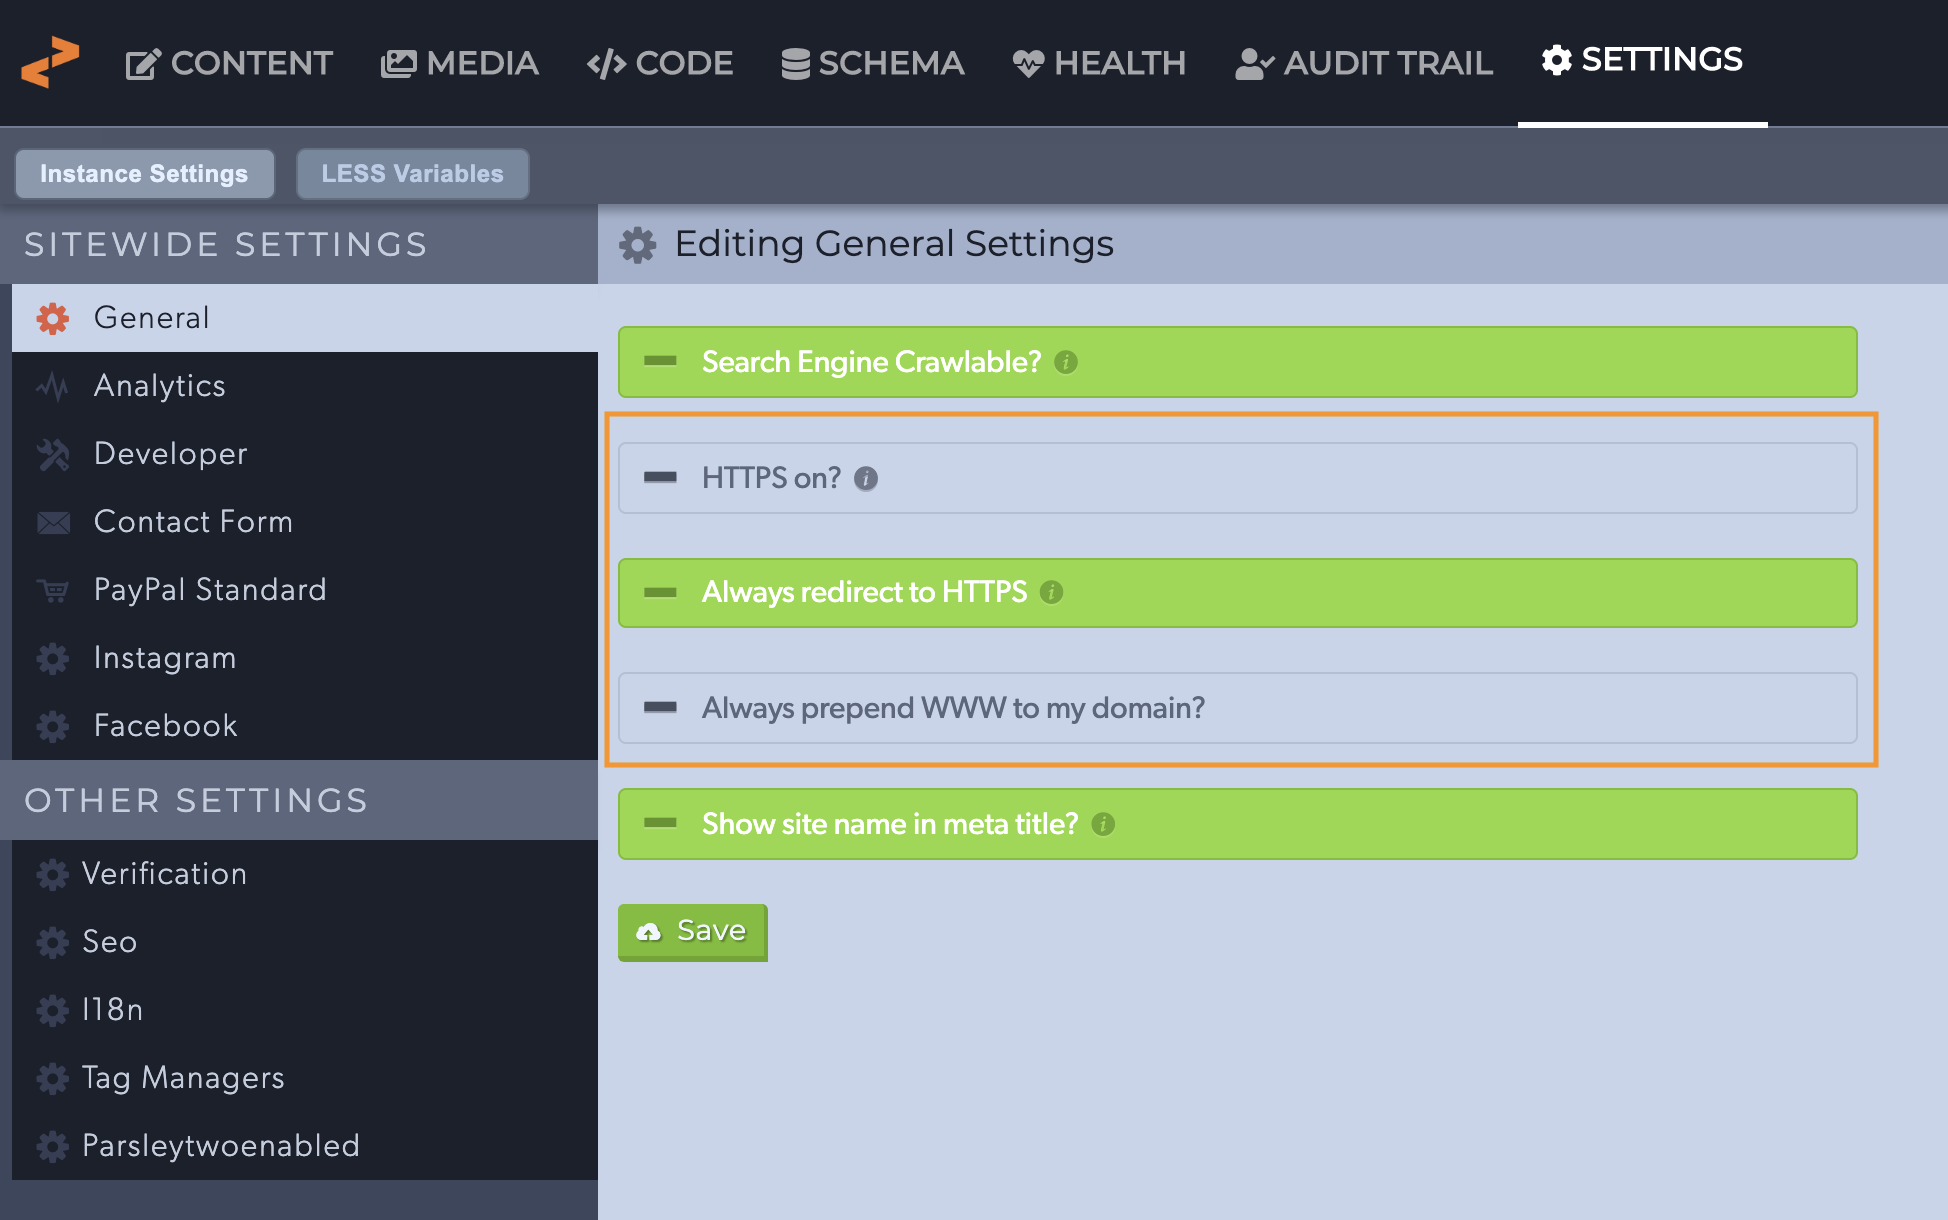 CONTENT MEDIA CODE SCHEMA HEALTH AUDIT TRAIL SETTINGS
Instance Settings LESS Variables
SITEWIDE SETTINGS
General
Analytics
Developer
Contact Form
PayPal Standard
Instagram
Facebook
OTHER SETTINGS
Verification
Seo
I18n
Tag Managers
Parsleytwoenabled
Editing General Settings
Search Engine Crawlable?
HTTPS on?
Always redirect to HTTPS
Always prepend WWW to my domain?
Show site name in meta title?
Save